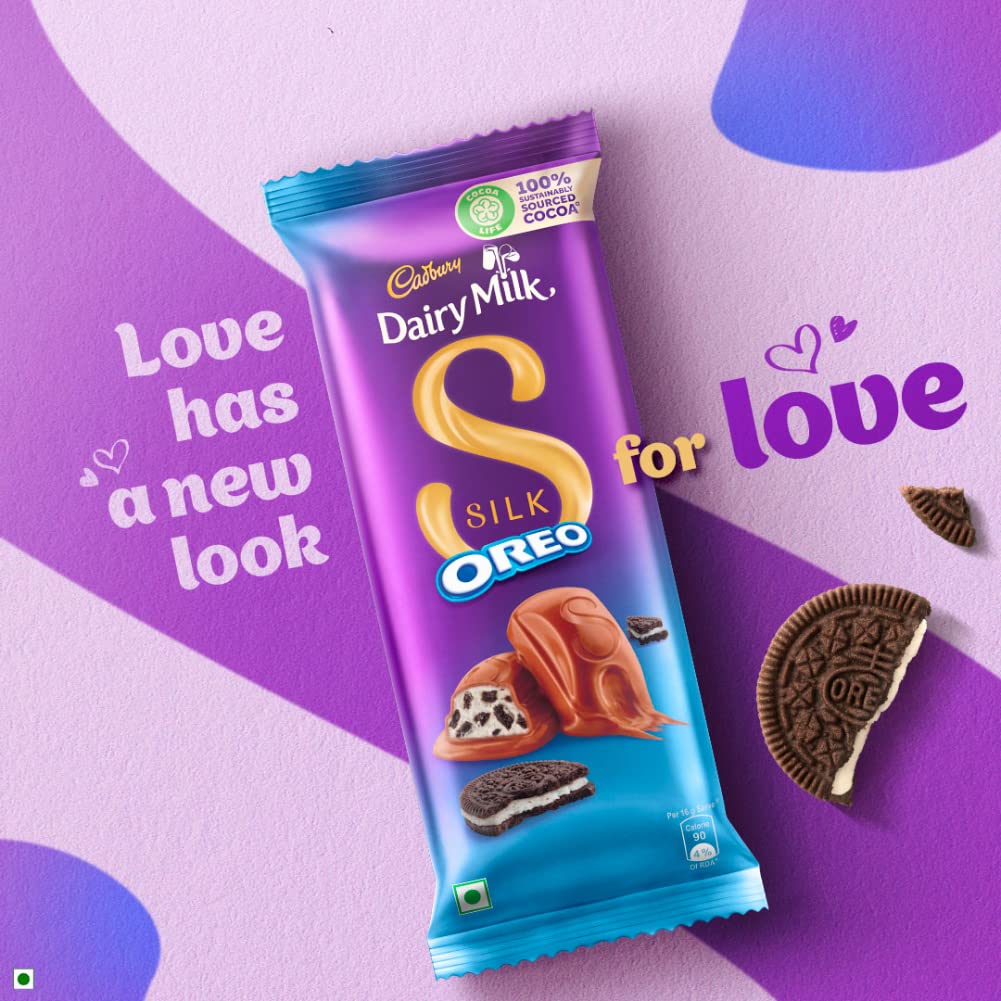 COCOA
LIFE
100%
SUSTAINABLY
SOURCED
COCOA
Cadbury
Dairy Milk
S
SILK
OREO
for love
Love
has
a new
look
ORE
Per 16 g Serve*
Calorie
90
4%
Of RDA*